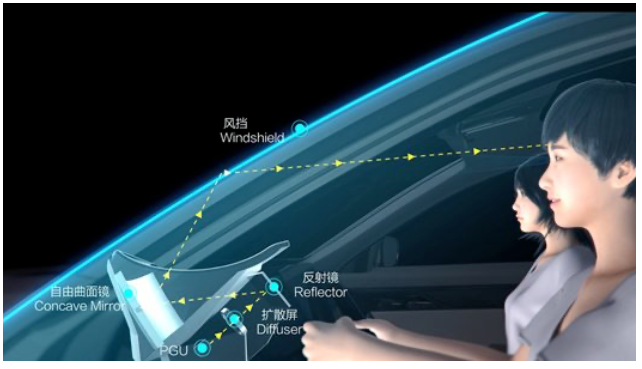 风挡
Windshield
自由曲面镜
Concave Mirror
反射镜
Reflector
扩散屏
Diffuser
PGU